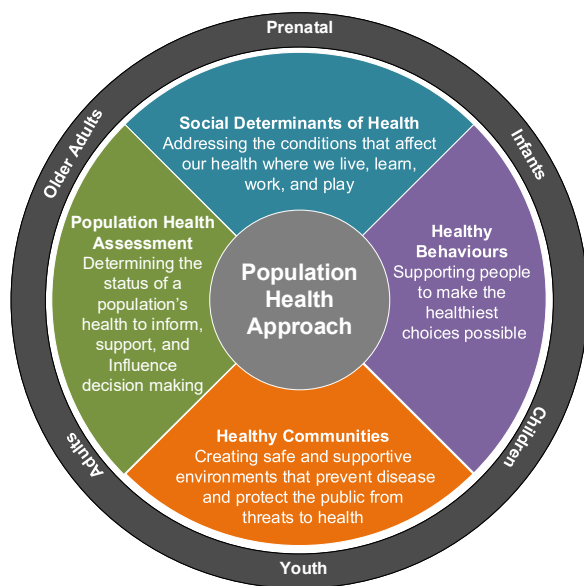 Prenatal
Infants
Children
Youth
Adults
Older Adults
Social Determinants of Health
Addressing the conditions that affect
our health where we live, learn,
work, and play
Healthy
Behaviours
Supporting people
to make the
healthiest
choices possible
Healthy Communities
Creating safe and supportive
environments that prevent disease
and protect the public from
threats to health
Population Health
Assessment
Determining the
status of a
population’s
health to inform,
support, and
Influence
decision making
Population
Health
Approach